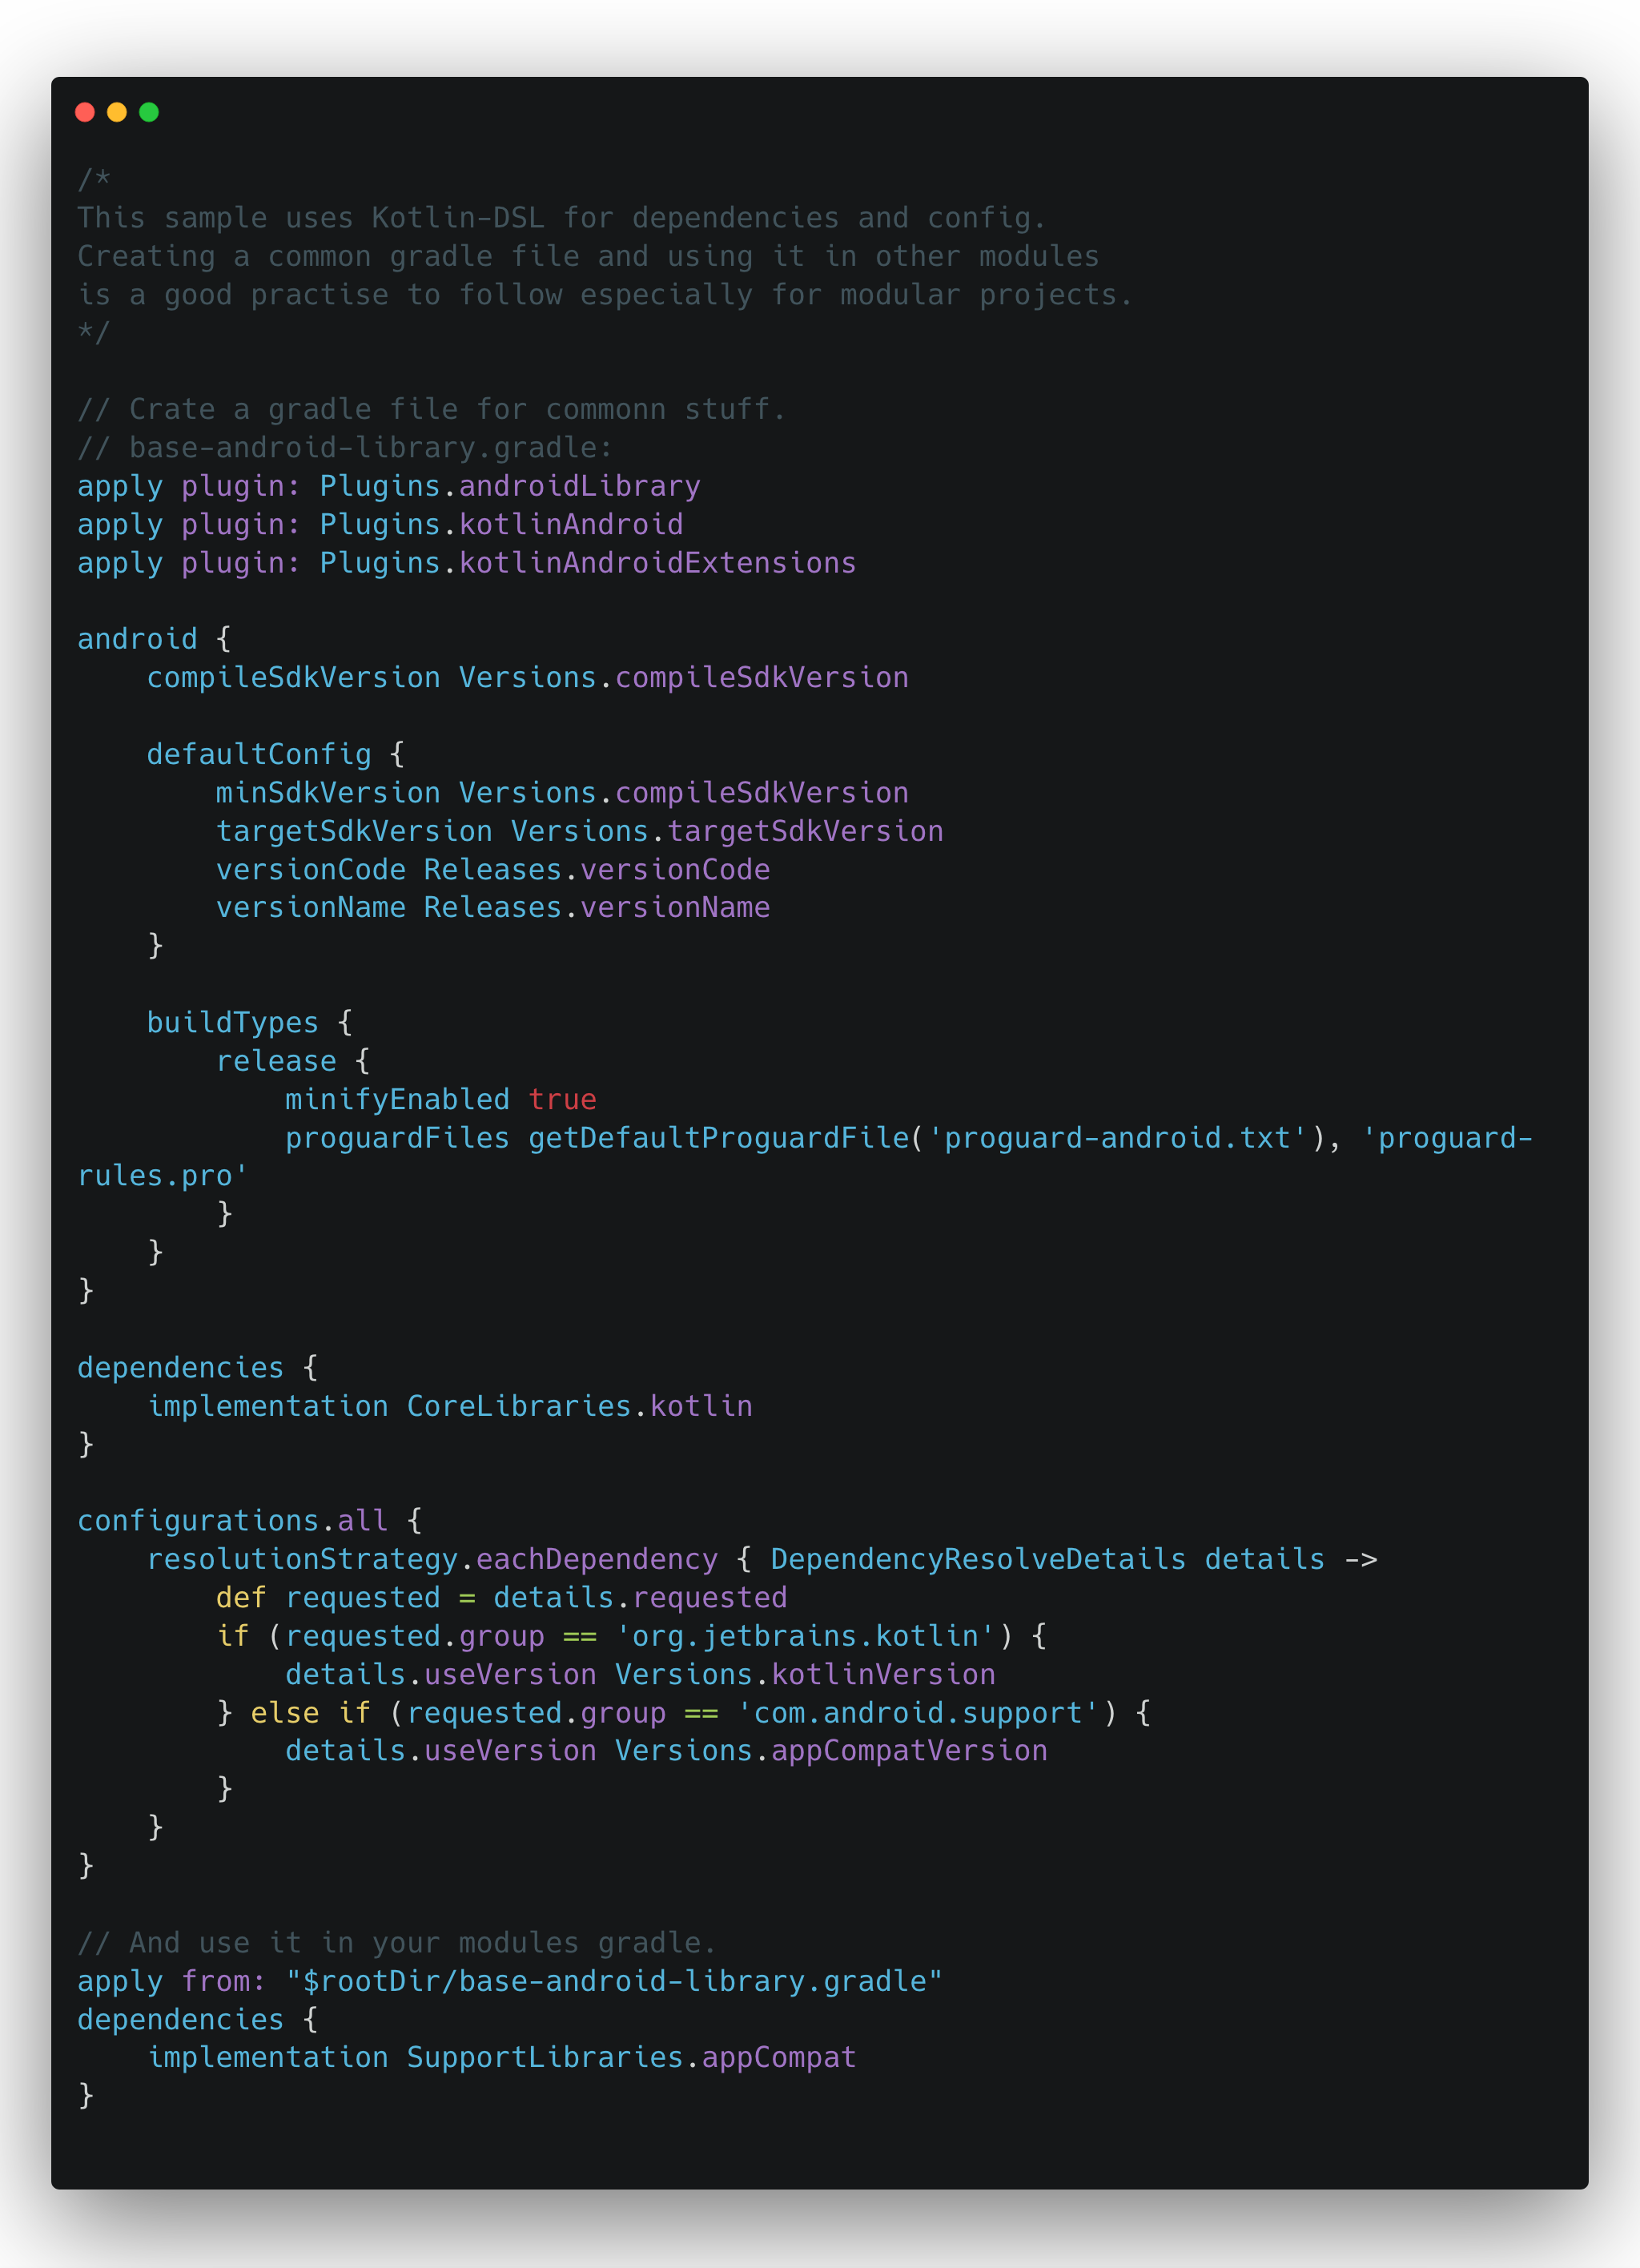 /*
This sample uses Kotlin-DSL for dependencies and config.
Creating a common gradle file and using it in other modules
is a good practise to follow especially for modular projects.
*/

// Crate a gradle file for commonn stuff.
// base-android-library.gradle:
apply plugin: Plugins.androidLibrary
apply plugin: Plugins.kotlinAndroid
apply plugin: Plugins.kotlinAndroidExtensions

android {
    compileSdkVersion Versions.compileSdkVersion

    defaultConfig {
        minSdkVersion Versions.compileSdkVersion
        targetSdkVersion Versions.targetSdkVersion
        versionCode Releases.versionCode
        versionName Releases.versionName
    }

    buildTypes {
        release {
            minifyEnabled true
            proguardFiles getDefaultProguardFile('proguard-android.txt'), 'proguard-
rules.pro'
        }
    }
}

dependencies {
    implementation CoreLibraries.kotlin
}

configurations.all {
    resolutionStrategy.eachDependency { DependencyResolveDetails details ->
        def requested = details.requested
        if (requested.group == 'org.jetbrains.kotlin') {
            details.useVersion Versions.kotlinVersion
        } else if (requested.group == 'com.android.support') {
            details.useVersion Versions.appCompatVersion
        }
    }
}

// And use it in your modules gradle.
apply from: "$rootDir/base-android-library.gradle"
dependencies {
    implementation SupportLibraries.appCompat
}